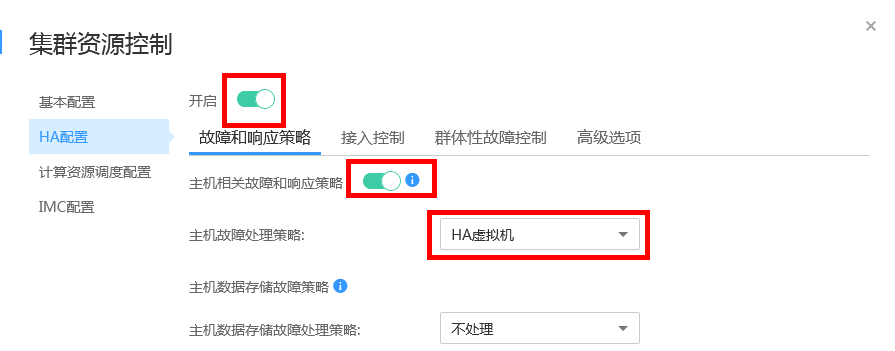 集群资源控制
基本配置
HA配置
计算资源调度配置
IMC配置
开启
故障和响应策略 接入控制 群体性故障控制 高级选项
主机相关故障和响应策略
主机故障处理策略: HA虚拟机
主机数据存储故障策略
主机数据存储故障处理策略: 不处理